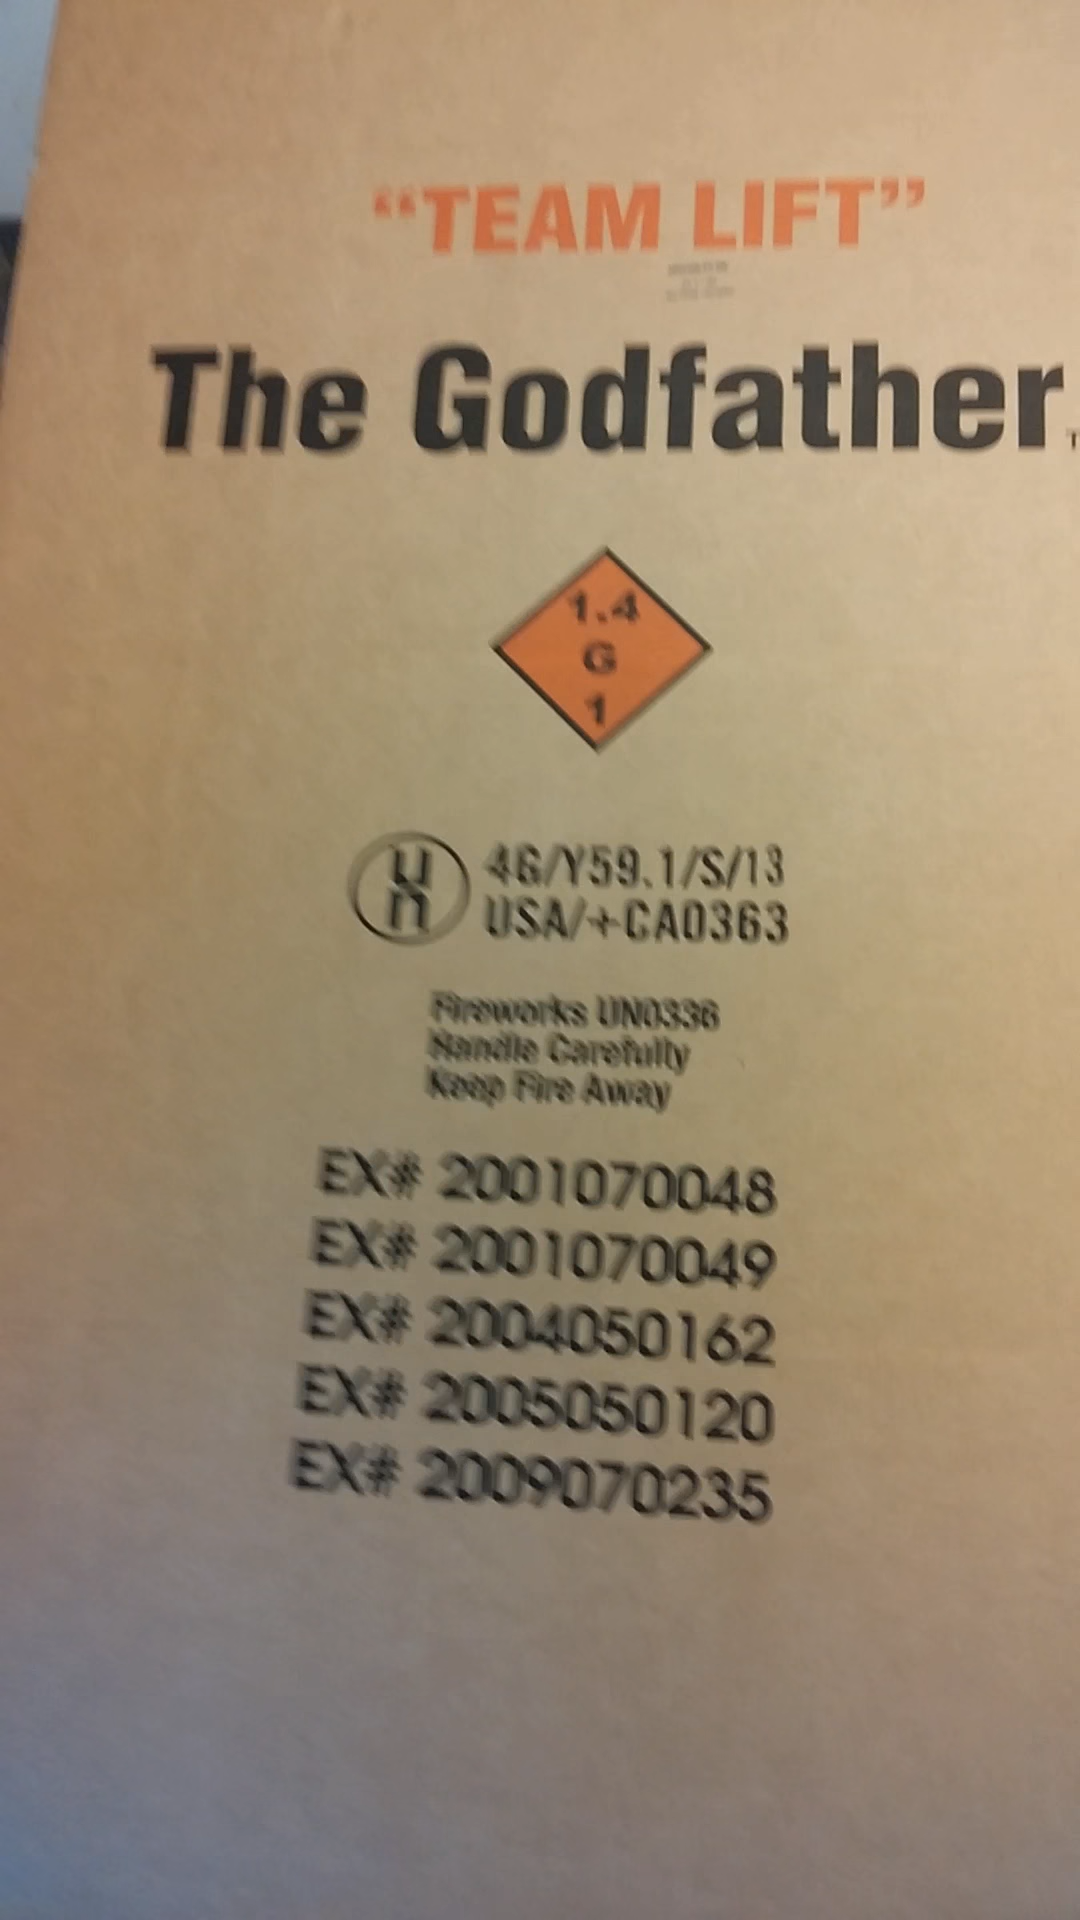 “TEAM LIFT”
The Godfather
1.4
G
1
un
4G/Y59.1/S/13
USA/+CA0363
Fireworks UN0336
Handle Carefully
Keep Fire Away
EX# 2001070048
EX# 2001070049
EX# 2004050162
EX# 2005050120
EX# 2009070235